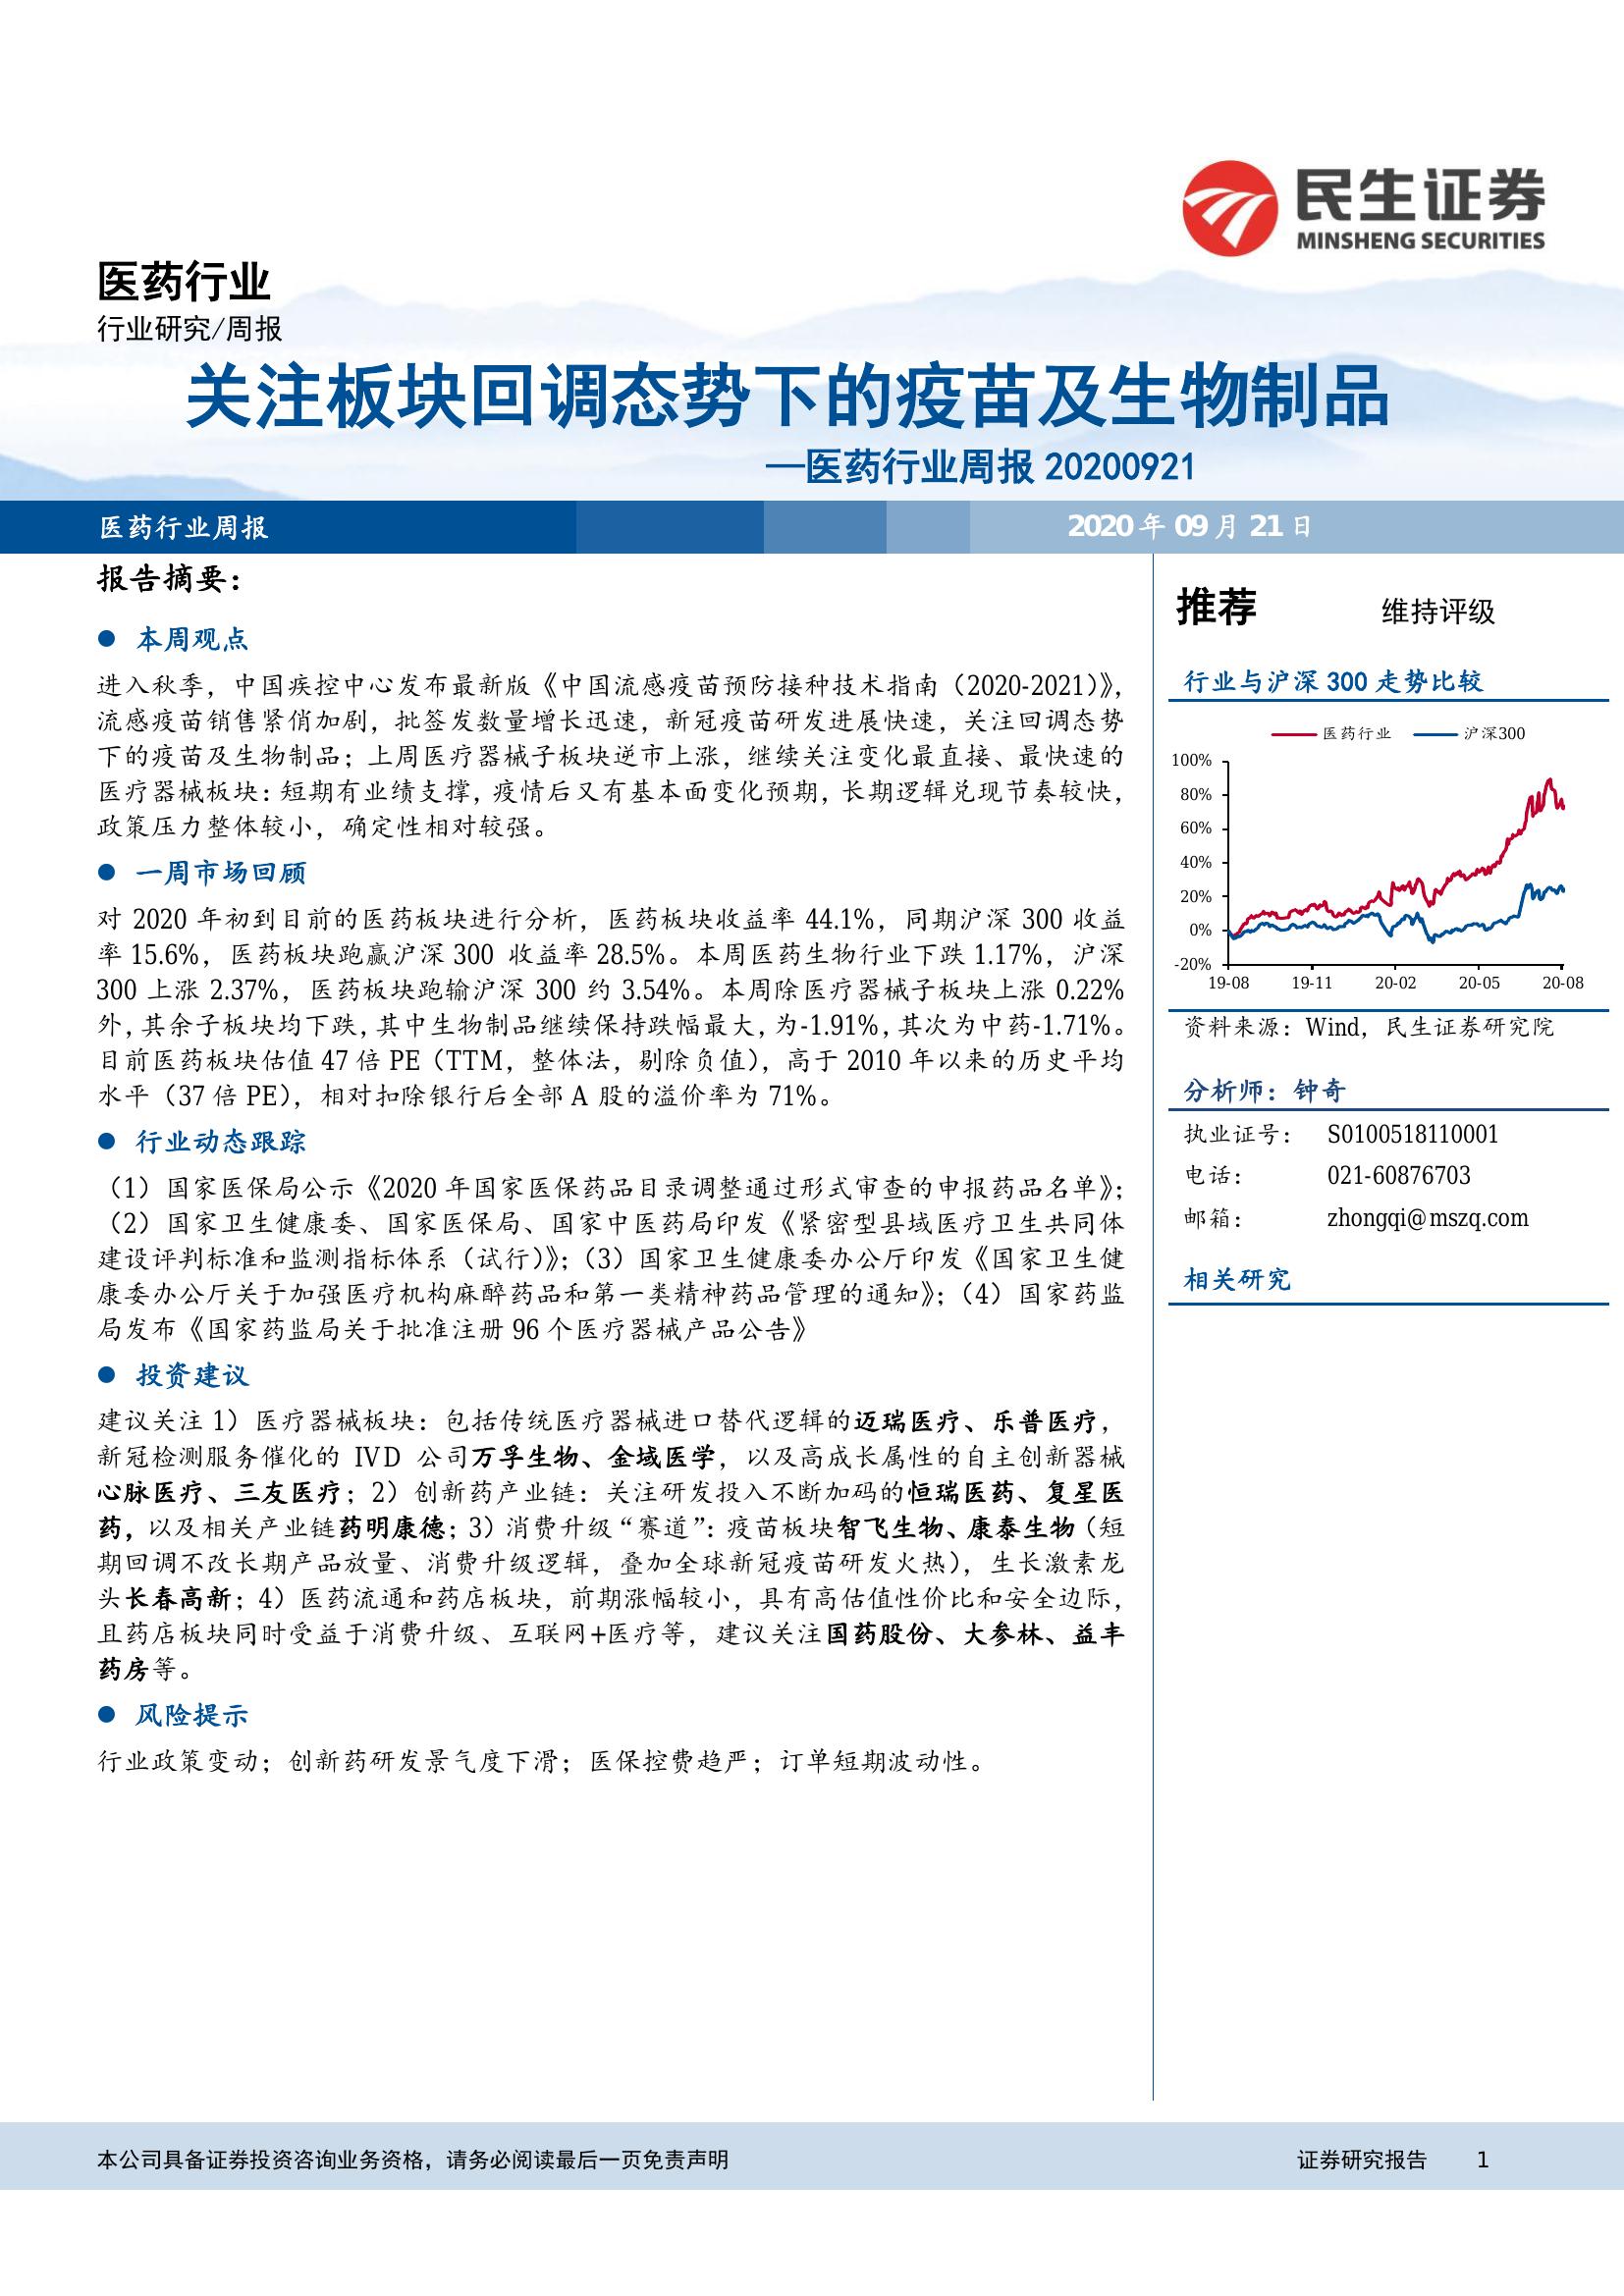 民生证券
MINSHENG SECURITIES
医药行业
行业研究/周报
关注板块回调态势下的疫苗及生物制品
—医药行业周报 20200921
医药行业周报
2020 年 09 月 21 日
报告摘要：
● 本周观点
进入秋季，中国疾控中心发布最新版《中国流感疫苗预防接种技术指南（2020-2021）》，
流感疫苗销售紧俏加剧，批签发数量增长迅速，新冠疫苗研发进展快速，关注回调态势
下的疫苗及生物制品；上周医疗器械子板块逆市上涨，继续关注变化最直接、最快速的
医疗器械板块：短期有业绩支撑，疫情后又有基本面变化预期，长期逻辑兑现节奏较快，
政策压力整体较小，确定性相对较强。
● 一周市场回顾
对 2020 年初到目前的医药板块进行分析，医药板块收益率 44.1%，同期沪深 300 收益
率 15.6%，医药板块跑赢沪深 300 收益率 28.5%。本周医药生物行业下跌 1.17%，沪深
300 上涨 2.37%，医药板块跑输沪深 300 约 3.54%。本周除医疗器械子板块上涨 0.22%
外，其余子板块均下跌，其中生物制品继续保持跌幅最大，为-1.91%，其次为中药-1.71%。
目前医药板块估值 47 倍 PE（TTM，整体法，剔除负值），高于 2010 年以来的历史平均
水平（37 倍 PE），相对扣除银行后全部 A 股的溢价率为 71%。
● 行业动态跟踪
（1）国家医保局公示《2020 年国家医保药品目录调整通过形式审查的申报药品名单》；
（2）国家卫生健康委、国家医保局、国家中医药局印发《紧密型县域医疗卫生共同体
建设评判标准和监测指标体系（试行）》；（3）国家卫生健康委办公厅印发《国家卫生健
康委办公厅关于加强医疗机构麻醉药品和第一类精神药品管理的通知》；（4）国家药监
局发布《国家药监局关于批准注册 96 个医疗器械产品公告》
● 投资建议
建议关注 1）医疗器械板块：包括传统医疗器械进口替代逻辑的迈瑞医疗、乐普医疗，
新冠检测服务催化的 IVD 公司万孚生物、金域医学，以及高成长属性的自主创新器械
心脉医疗、三友医疗；2）创新药产业链：关注研发投入不断加码的恒瑞医药、复星医
药，以及相关产业链药明康德；3）消费升级“赛道”：疫苗板块智飞生物、康泰生物（短
期回调不改长期产品放量、消费升级逻辑，叠加全球新冠疫苗研发火热），生长激素龙
头长春高新；4）医药流通和药店板块，前期涨幅较小，具有高估值性价比和安全边际，
且药店板块同时受益于消费升级、互联网+医疗等，建议关注国药股份、大参林、益丰
药房等。
● 风险提示
行业政策变动；创新药研发景气度下滑；医保控费趋严；订单短期波动性。
推荐 维持评级
行业与沪深 300 走势比较
医药行业 沪深300
100%
80%
60%
40%
20%
0%
-20%
19-08 19-11 20-02 20-05 20-08
资料来源：Wind，民生证券研究院
分析师：钟奇
执业证号： S0100518110001
电话： 021-60876703
邮箱： zhongqi@mszq.com
相关研究
本公司具备证券投资咨询业务资格，请务必阅读最后一页免责声明
证券研究报告 1